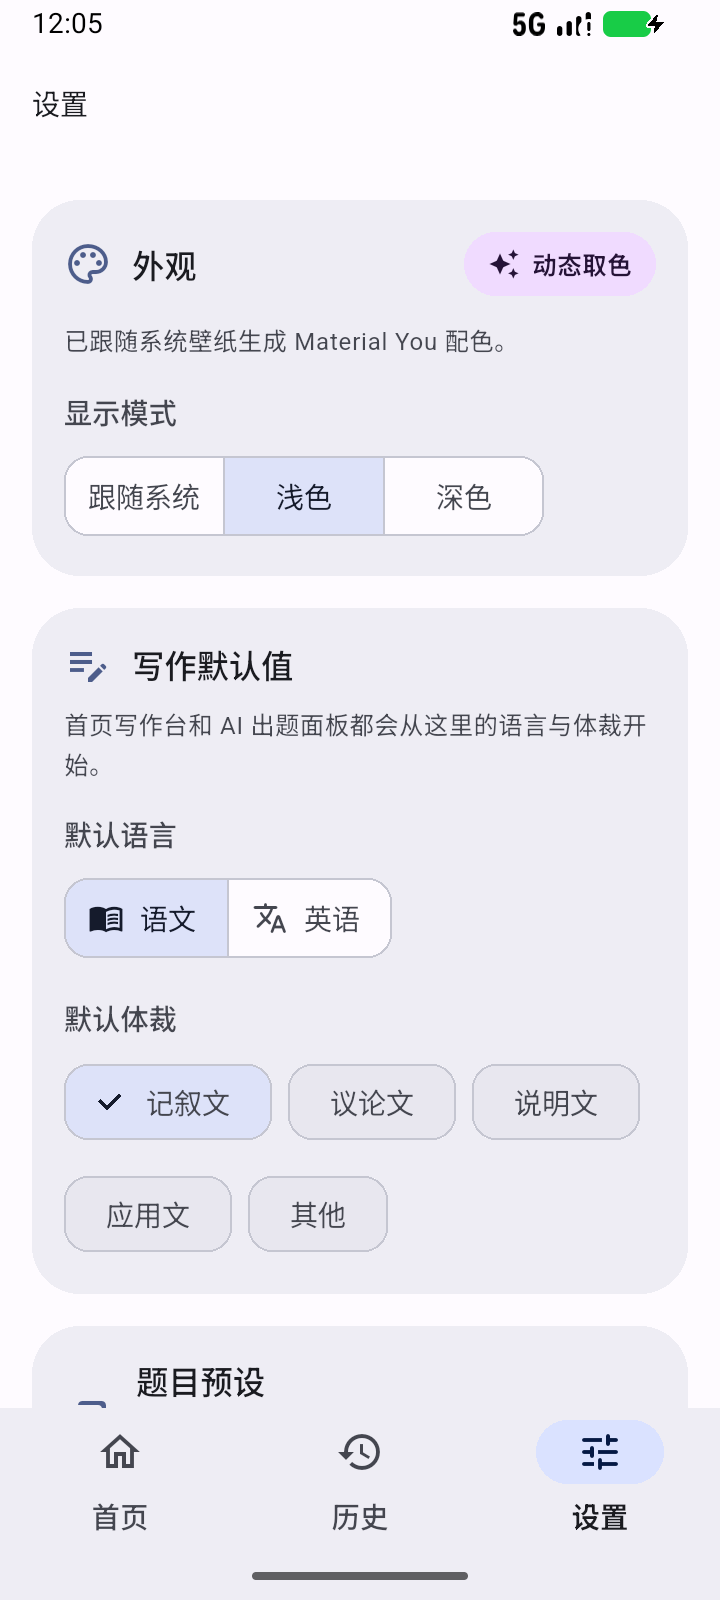 12:05
5G
设置
外观
动态取色
已跟随系统壁纸生成 Material You 配色。
显示模式
跟随系统
浅色
深色
写作默认值
首页写作台和 AI 出题面板都会从这里的语言与体裁开
始。
默认语言
语文
英语
默认体裁
记叙文
议论文
说明文
应用文
其他
题目预设
首页
历史
设置